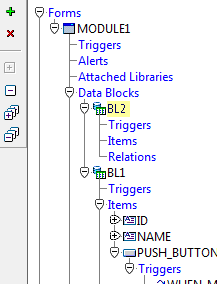 Forms
MODULE1
Triggers
Alerts
Attached Libraries
Data Blocks
BL2
Triggers
Items
Relations
BL1
Triggers
Items
ID
NAME
PUSH_BUTTON
Triggers